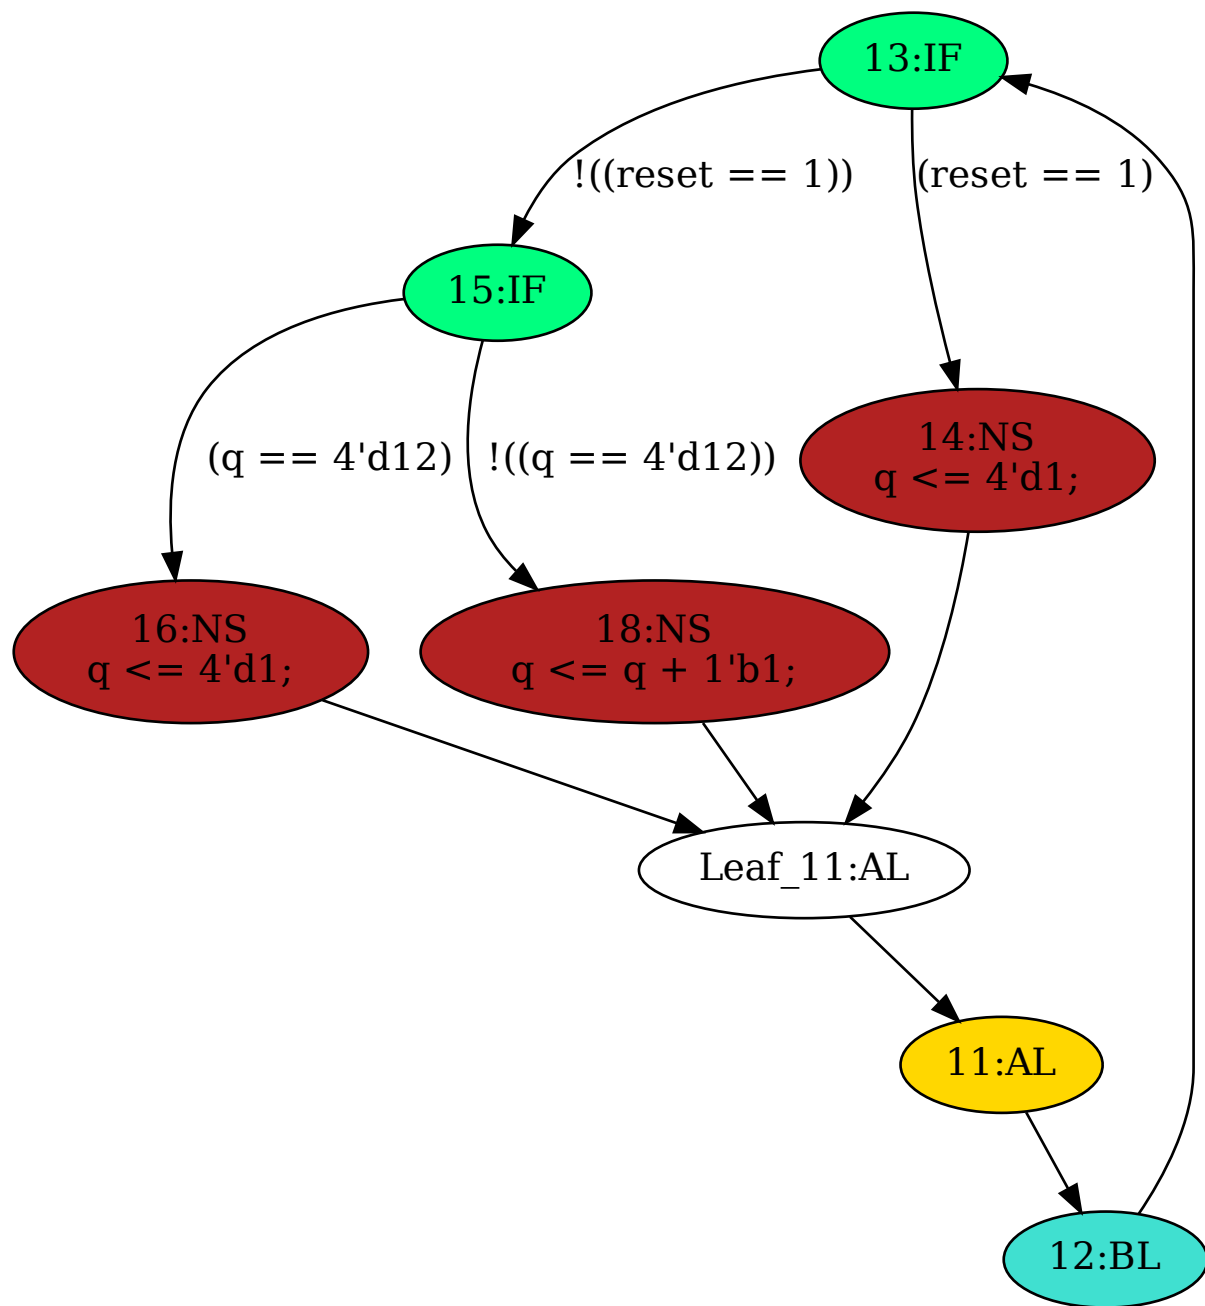 13:IF
!((reset == 1))
(reset == 1)
15:IF
(q == 4'd12)
!((q == 4'd12))
14:NS
q <= 4'd1;
16:NS
q <= 4'd1;
18:NS
q <= q + 1'b1;
Leaf_11:AL
11:AL
12:BL